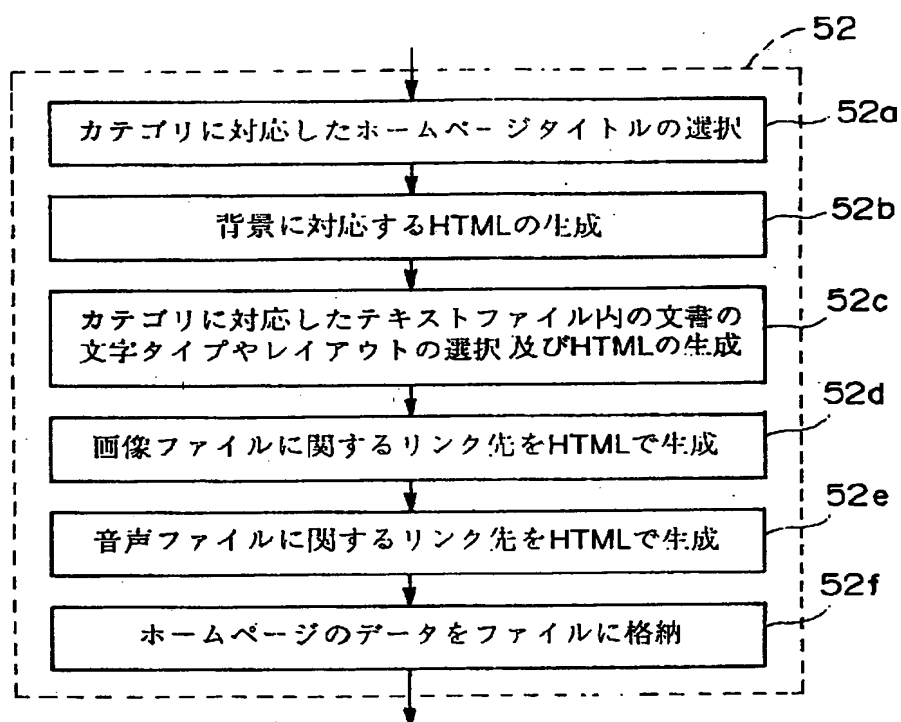 52
カテゴリに対応したホームページタイトルの選択
52a
背景に対応するHTMLの生成
52b
カテゴリに対応したテキストファイル内の文書の
文字タイプやレイアウトの選択及びHTMLの生成
52c
画像ファイルに関するリンク先をHTMLで生成
52d
音声ファイルに関するリンク先をHTMLで生成
52e
ホームページのデータをファイルに格納
52f